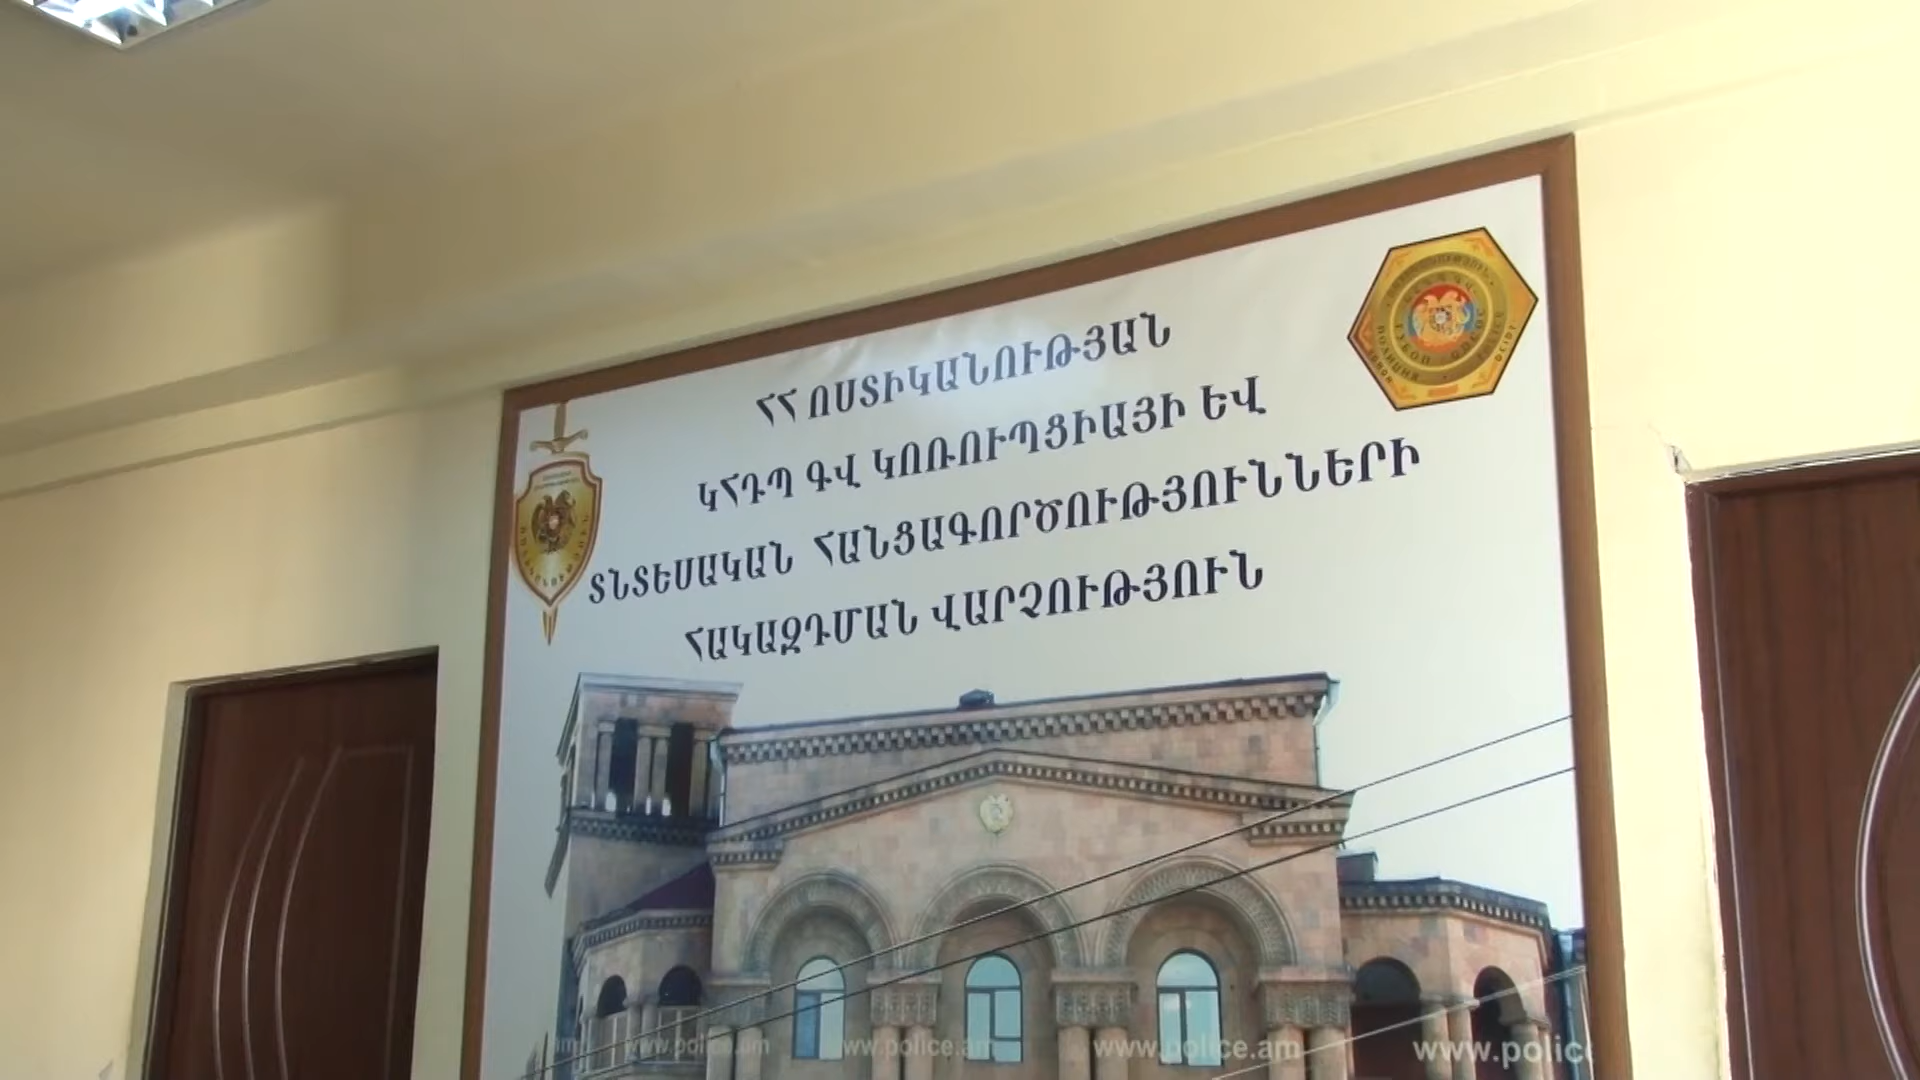 ՀՀ ՈՍՏԻԿԱՆՈՒԹՅԱՆ
ԿՀԴՊ ԳՎ ԿՈՌՈՒՊՑԻԱՅԻ ԵՎ
ՏՆՏԵՍԱԿԱՆ ՀԱՆՑԱԳՈՐԾՈՒԹՅՈՒՆՆԵՐԻ
ՀԱԿԱԶԴՄԱՆ ՎԱՐՉՈՒԹՅՈՒՆ
www.police.am www.police.am www.police.am